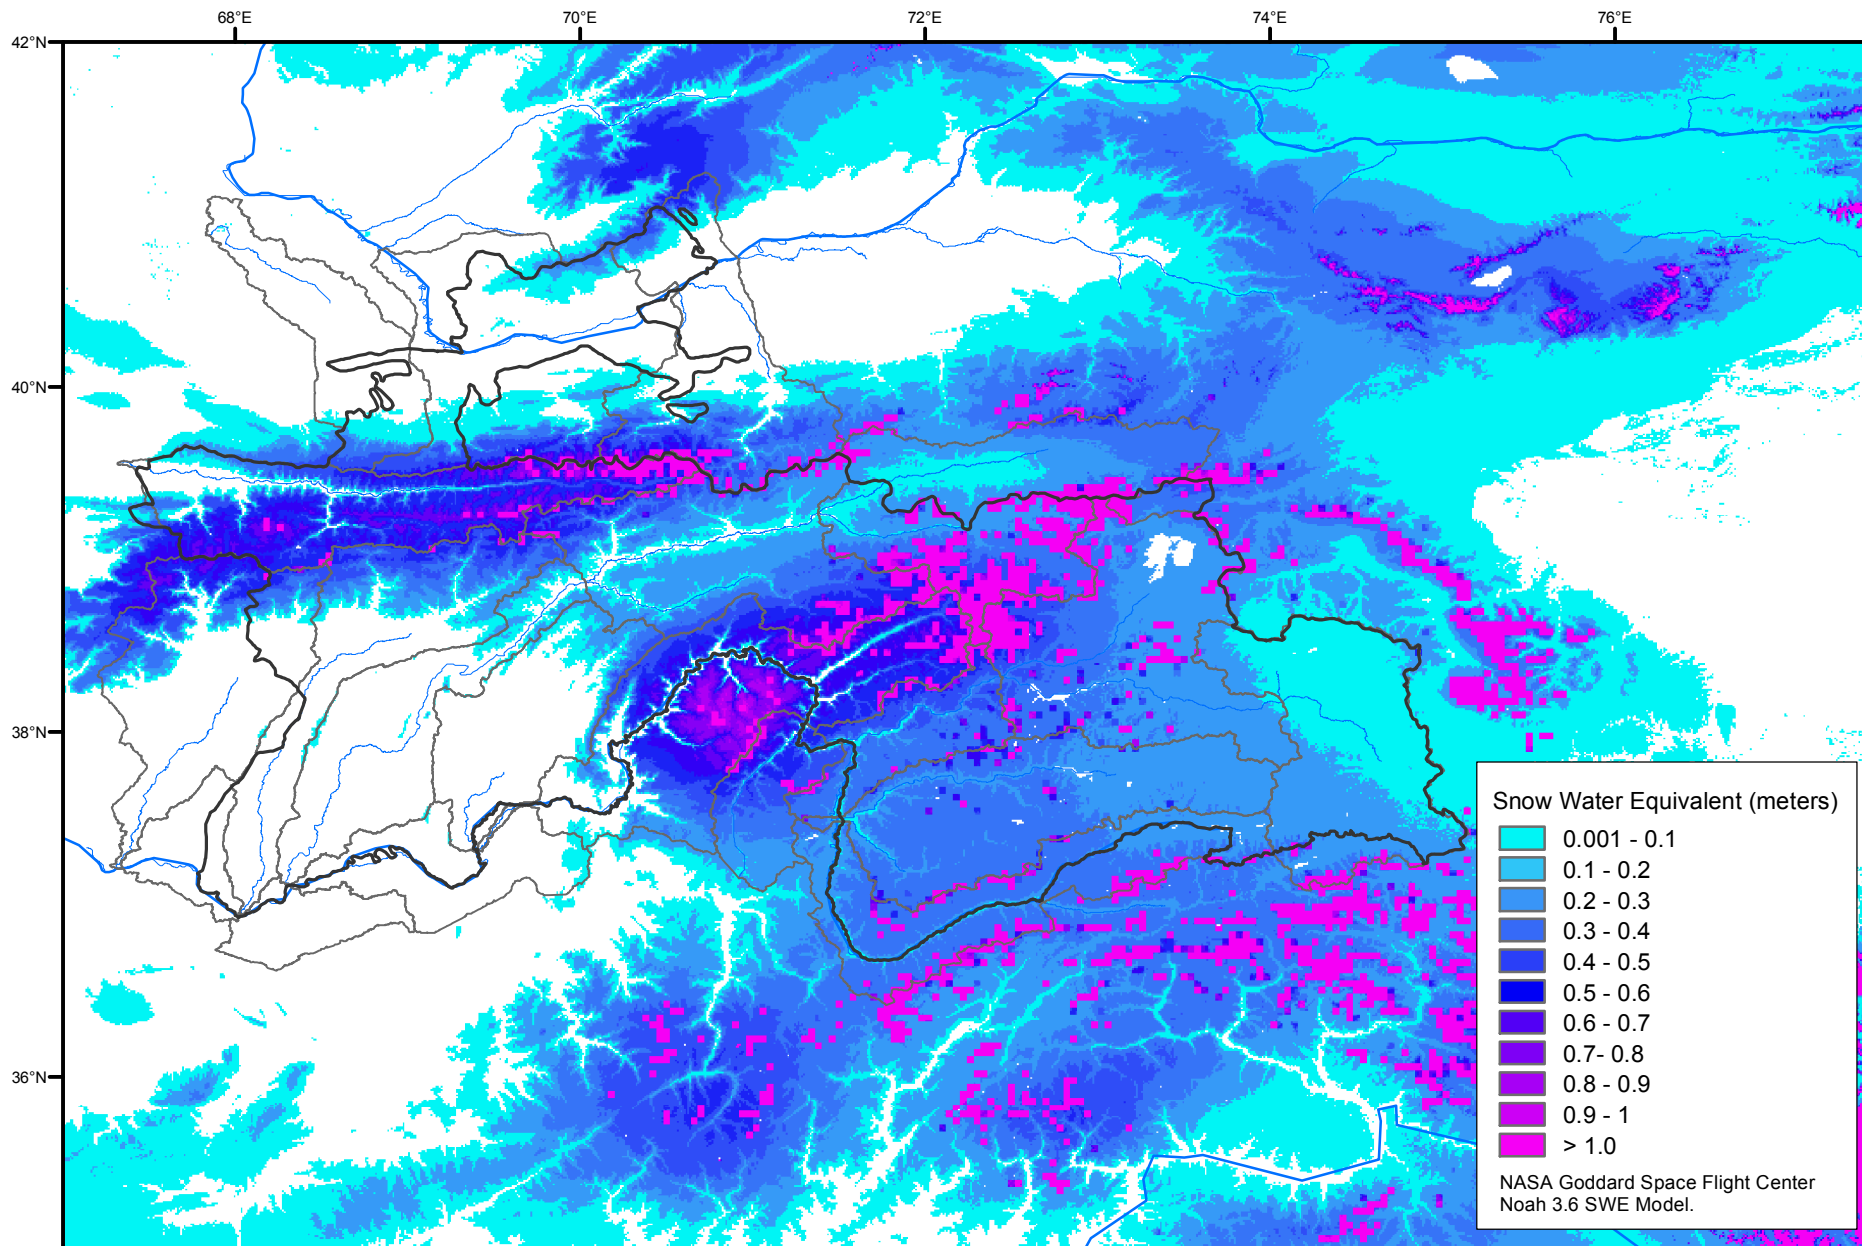 68°E
70°E
72°E
74°E
76°E
42°N
40°N
38°N
36°N
Snow Water Equivalent (meters)
0.001 - 0.1
0.1 - 0.2
0.2 - 0.3
0.3 - 0.4
0.4 - 0.5
0.5 - 0.6
0.6 - 0.7
0.7- 0.8
0.8 - 0.9
0.9 - 1
> 1.0
NASA Goddard Space Flight Center
Noah 3.6 SWE Model.